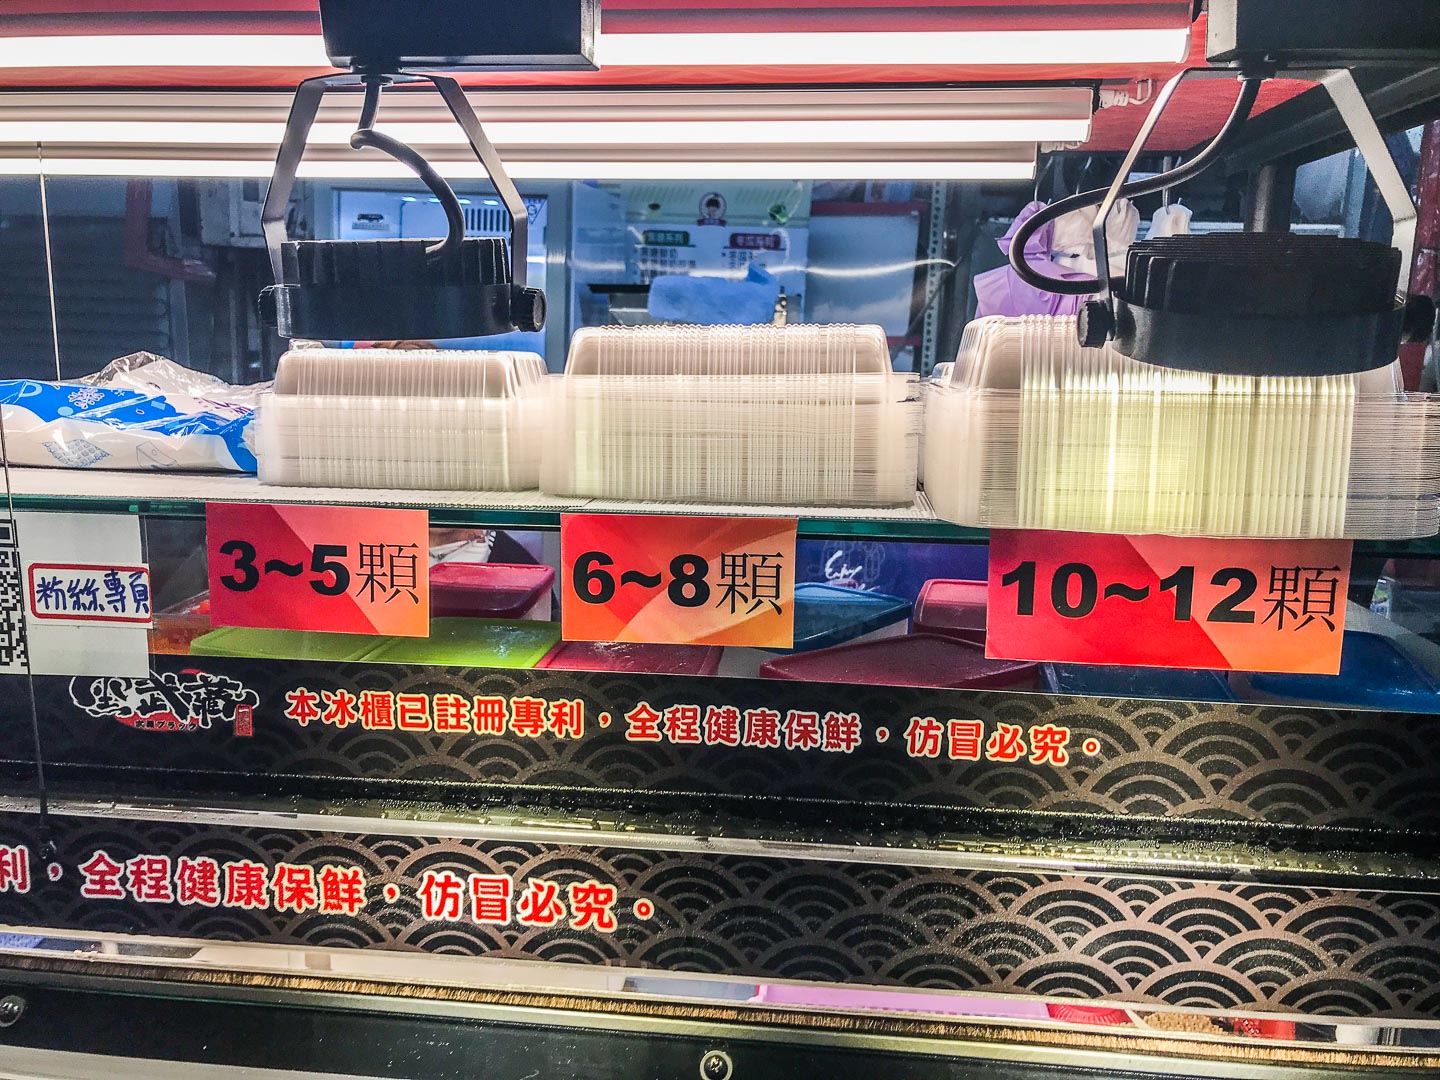 3~5顆
6~8顆
10~12顆
粉絲專頁
武藏
本冰櫃已註冊專利，全程健康保鮮，仿冒必究。
利，全程健康保鮮，仿冒必究。